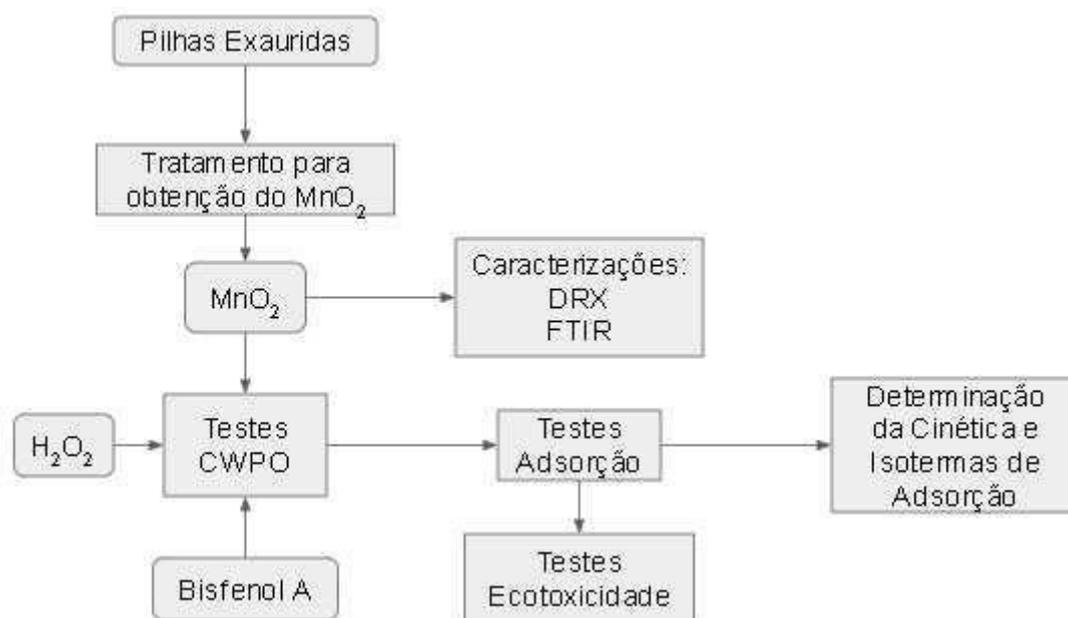 Pilhas Exauridas
Tratamento para
obtenção do MnO₂
MnO₂
Caracterizações:
DRX
FTIR
H₂O₂
Testes
CWPO
Testes
Adsorção
Determinação
da Cinética e
Isotermas de
Adsorção
Bisfenol A
Testes
Ecotoxicidade